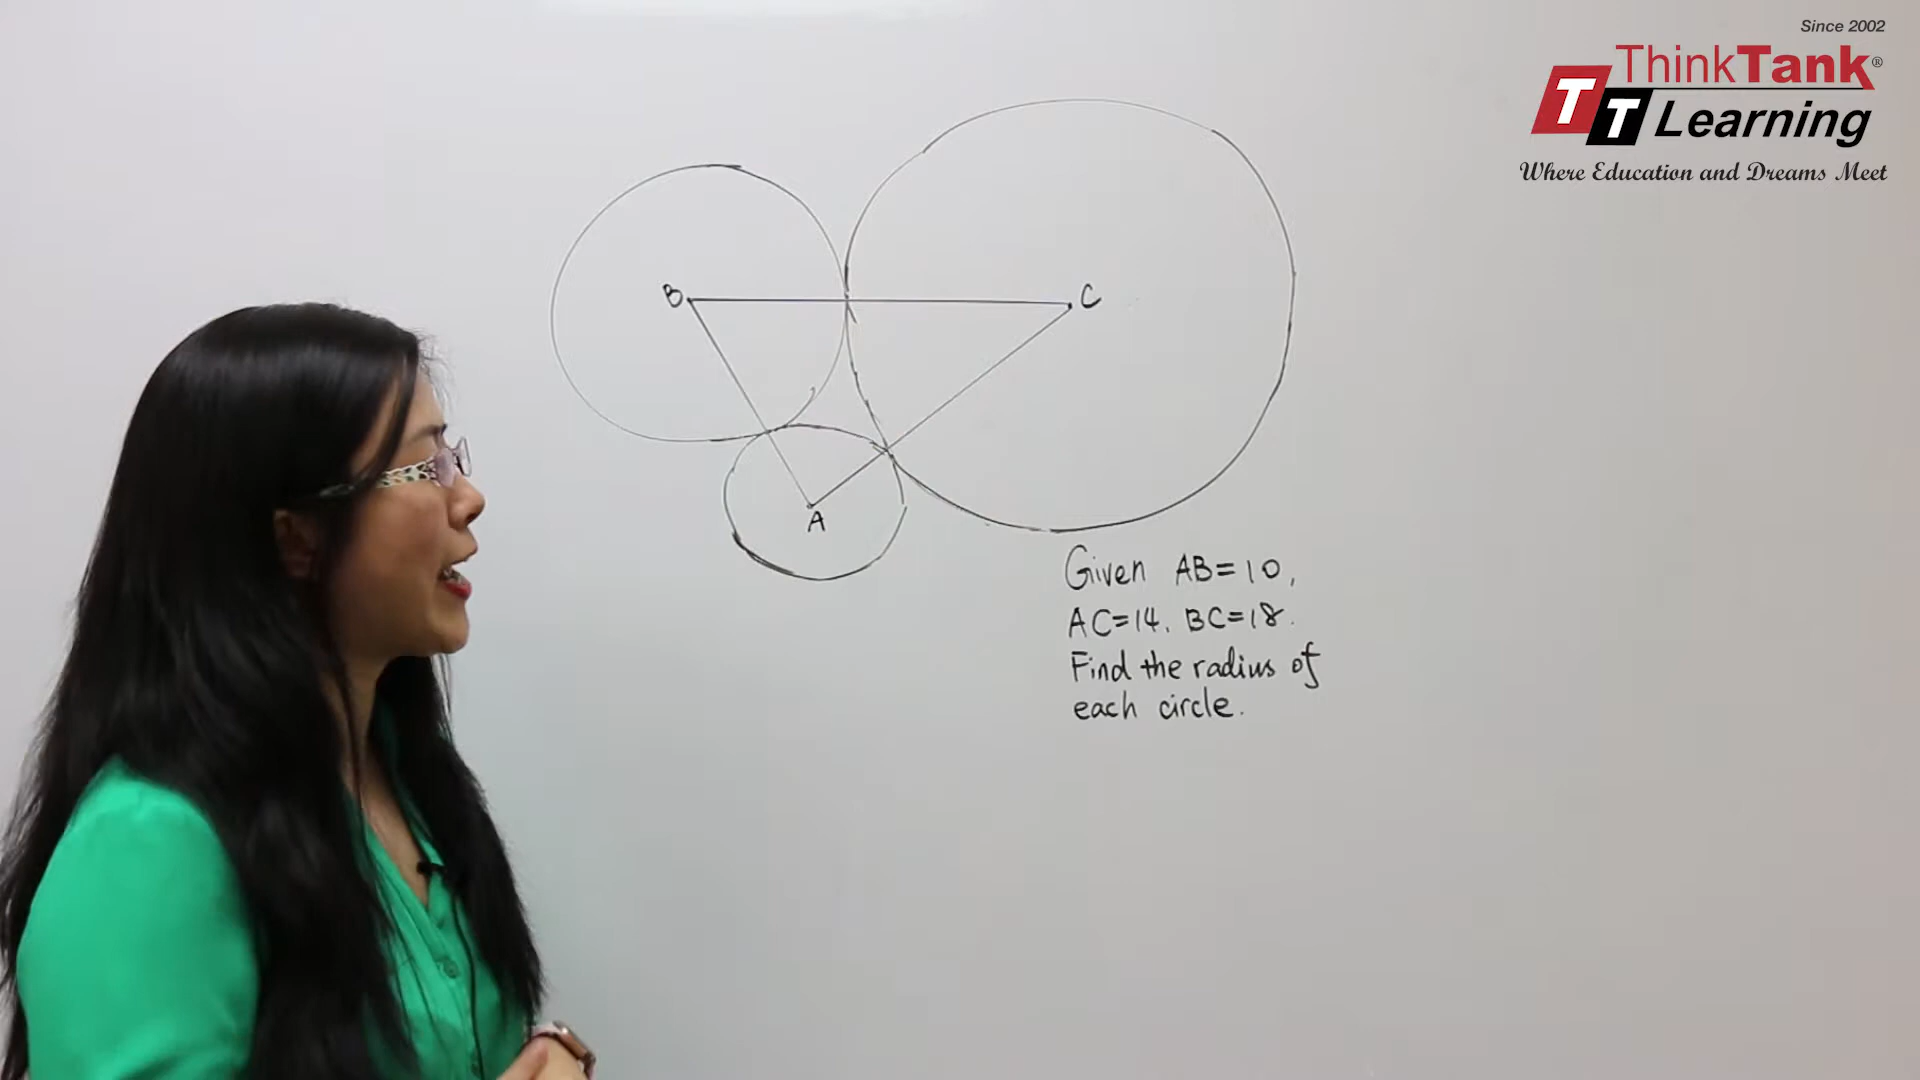 Since 2002
ThinkTank®
TT Learning
Where Education and Dreams Meet
B
C
A
Given AB=10,
AC=14, BC=18.
Find the radius of
each circle.